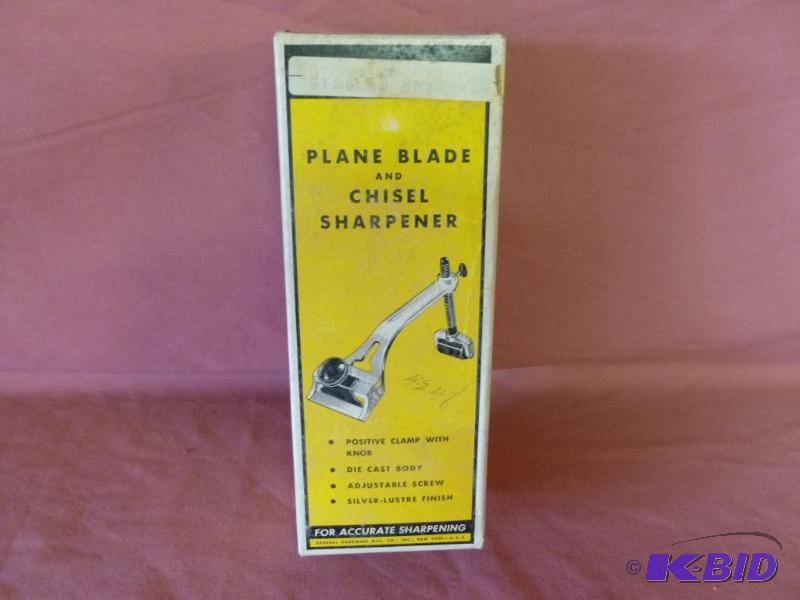 PLANE BLADE
AND
CHISEL
SHARPENER
• POSITIVE CLAMP WITH
KNOB
• DIE CAST BODY
• ADJUSTABLE SCREW
• SILVER-LUSTRE FINISH
FOR ACCURATE SHARPENING
GENERAL HARDWARE MFG. CO., INC., NEW YORK - U.S.A.
© K-BID